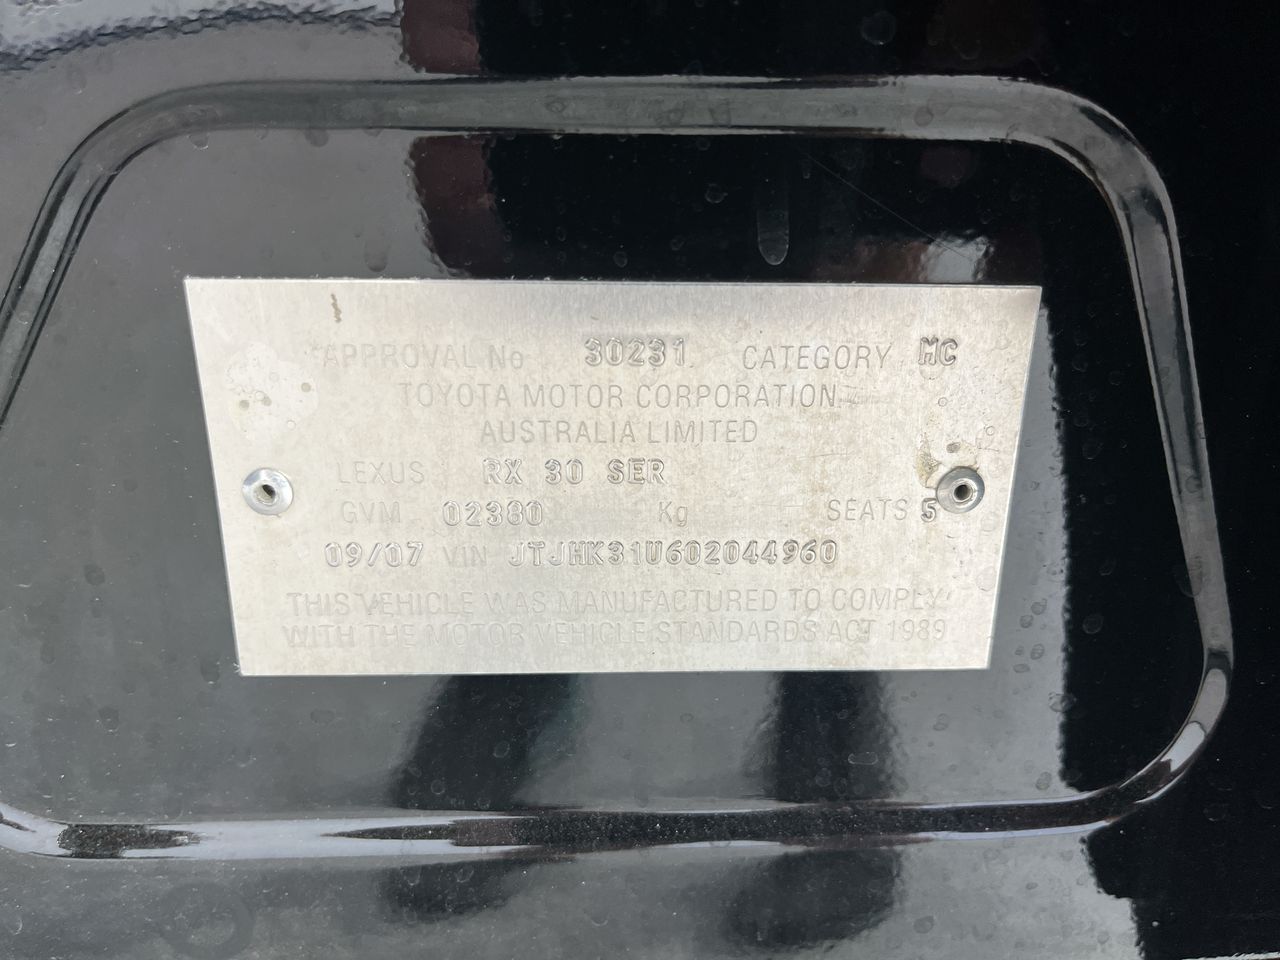 APPROVAL No 30231 CATEGORY MC
TOYOTA MOTOR CORPORATION
AUSTRALIA LIMITED
LEXUS RX 30 SER
GVM 02380 Kg SEATS 5
09/07 VIN JTJHK31U602044960
THIS VEHICLE WAS MANUFACTURED TO COMPLY
WITH THE MOTOR VEHICLE STANDARDS ACT 1989